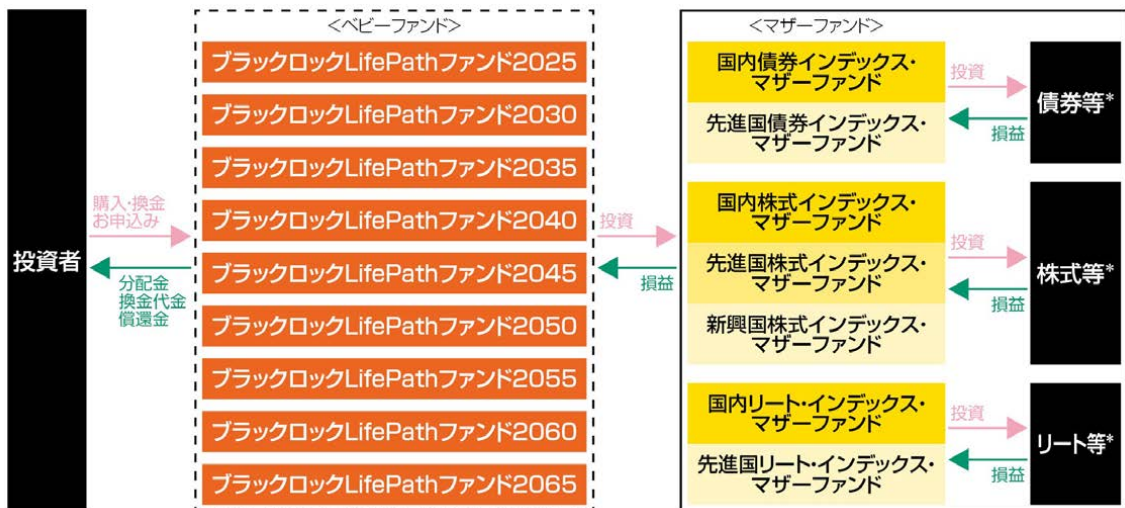 投資者
購入・換金
お申込み
分配金
換金代金
償還金
<ベビーファンド>
ブラックロックLifePathファンド2025
ブラックロックLifePathファンド2030
ブラックロックLifePathファンド2035
ブラックロックLifePathファンド2040
ブラックロックLifePathファンド2045
ブラックロックLifePathファンド2050
ブラックロックLifePathファンド2055
ブラックロックLifePathファンド2060
ブラックロックLifePathファンド2065
投資
損益
<マザーファンド>
国内債券インデックス・
マザーファンド
先進国債券インデックス・
マザーファンド
投資
損益
債券等*
国内株式インデックス・
マザーファンド
先進国株式インデックス・
マザーファンド
新興国株式インデックス・
マザーファンド
投資
損益
株式等*
国内リート・インデックス・
マザーファンド
先進国リート・インデックス・
マザーファンド
投資
損益
リート等*